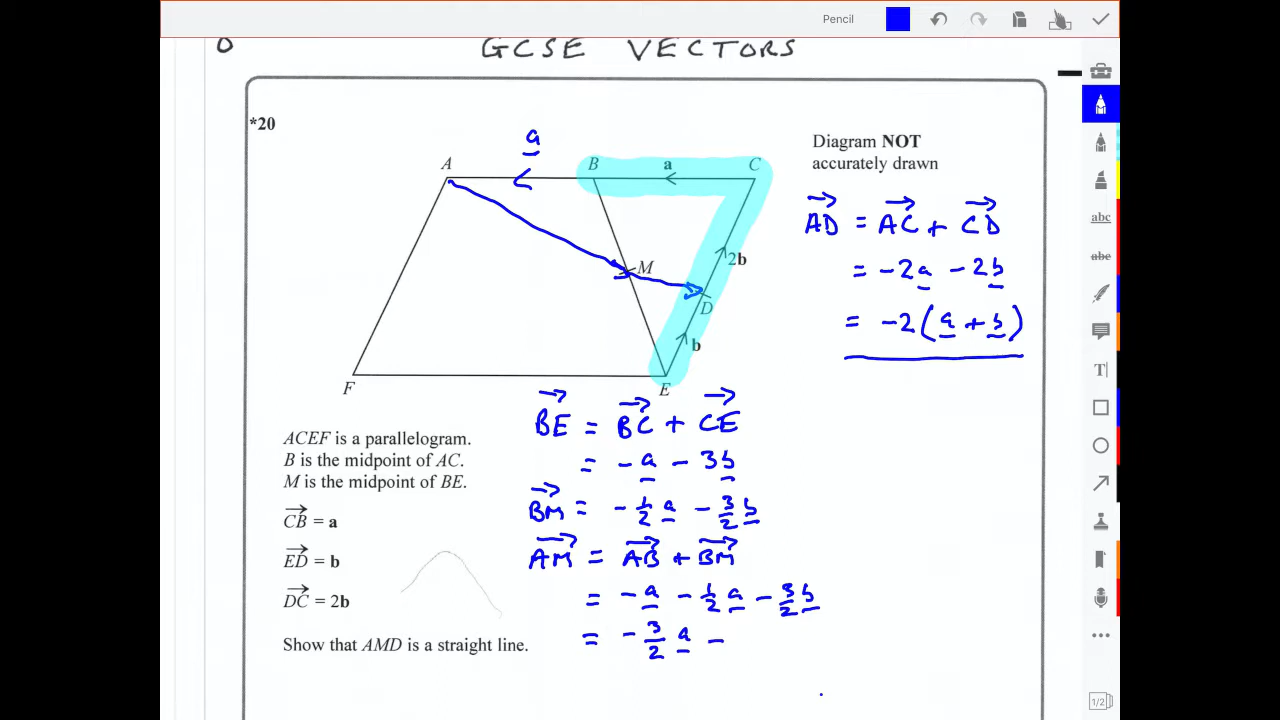 Pencil
GCSE VECTORS
*20
a
A B a C
Diagram NOT
accurately drawn
M 2b
D
b
F E
AD = AC + CD
= -2a - 2b
= -2(a + b)
BE = BC + CE
= -a - 3b
BM = -1/2 a - 3/2 b
AM = AB + BM
= -a - 1/2 a - 3/2 b
= -3/2 a -
ACEF is a parallelogram.
B is the midpoint of AC.
M is the midpoint of BE.
CB = a
ED = b
DC = 2b
Show that AMD is a straight line.
abc
abc
T
1/2